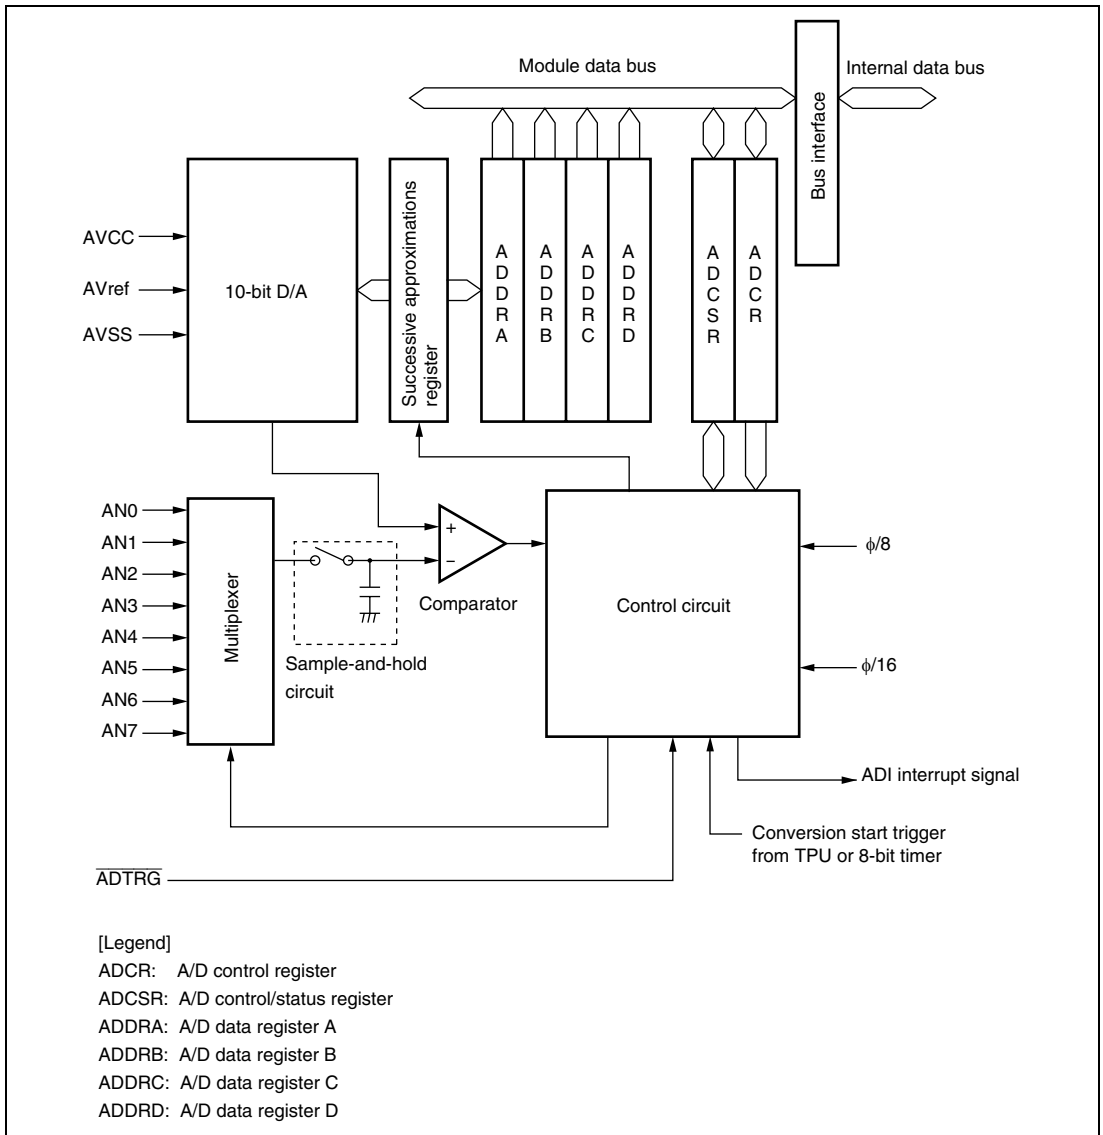 Module data bus
Internal data bus
Bus interface
AVCC
AVref
AVSS
10-bit D/A
Successive approximations
register
ADDRA
ADDRB
ADDRC
ADDRD
ADCSR
ADCR
AN0
AN1
AN2
AN3
AN4
AN5
AN6
AN7
Multiplexer
+
−
Comparator
Sample-and-hold
circuit
Control circuit
ϕ/8
ϕ/16
ADI interrupt signal
Conversion start trigger
from TPU or 8-bit timer
ADTRG
[Legend]
ADCR: A/D control register
ADCSR: A/D control/status register
ADDRA: A/D data register A
ADDRB: A/D data register B
ADDRC: A/D data register C
ADDRD: A/D data register D